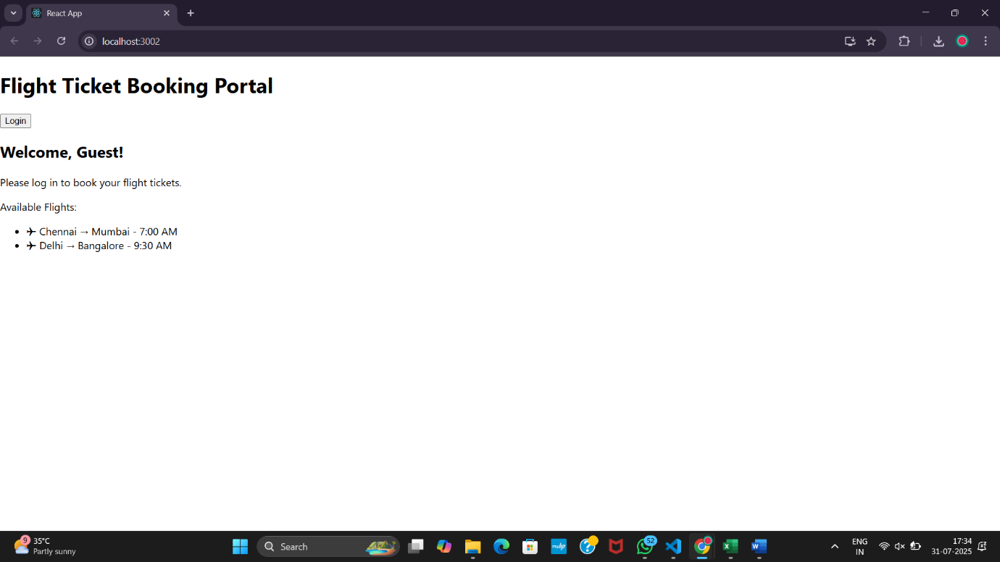 React App
localhost:3002
Flight Ticket Booking Portal
Login
Welcome, Guest!
Please log in to book your flight tickets.
Available Flights:
• ✈ Chennai → Mumbai - 7:00 AM
• ✈ Delhi → Bangalore - 9:30 AM
9
35°C
Partly sunny
Search
myhp
52
ENG
IN
17:34
31-07-2025